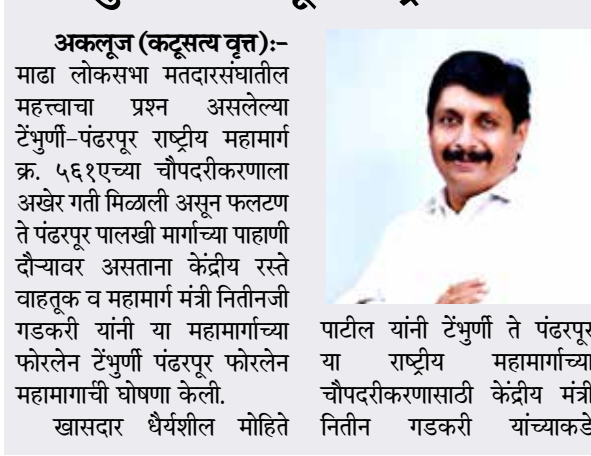 अकलूज (कटूसत्य वृत्त):-
माढा लोकसभा मतदारसंघातील
महत्त्वाचा प्रश्न असलेल्या
टेंभुर्णी-पंढरपूर राष्ट्रीय महामार्ग
क्र. ५६१एच्या चौपदरीकरणाला
अखेर गती मिळाली असून फलटण
ते पंढरपूर पालखी मार्गाच्या पाहाणी
दौऱ्यावर असताना केंद्रीय रस्ते
वाहतूक व महामार्ग मंत्री नितीनजी
गडकरी यांनी या महामार्गाच्या
फोरलेन टेंभुर्णी पंढरपूर फोरलेन
महामागाची घोषणा केली.
खासदार धैर्यशील मोहिते
पाटील यांनी टेंभुर्णी ते पंढरपूर
या राष्ट्रीय महामार्गाच्या
चौपदरीकरणासाठी केंद्रीय मंत्री
नितीन गडकरी यांच्याकडे